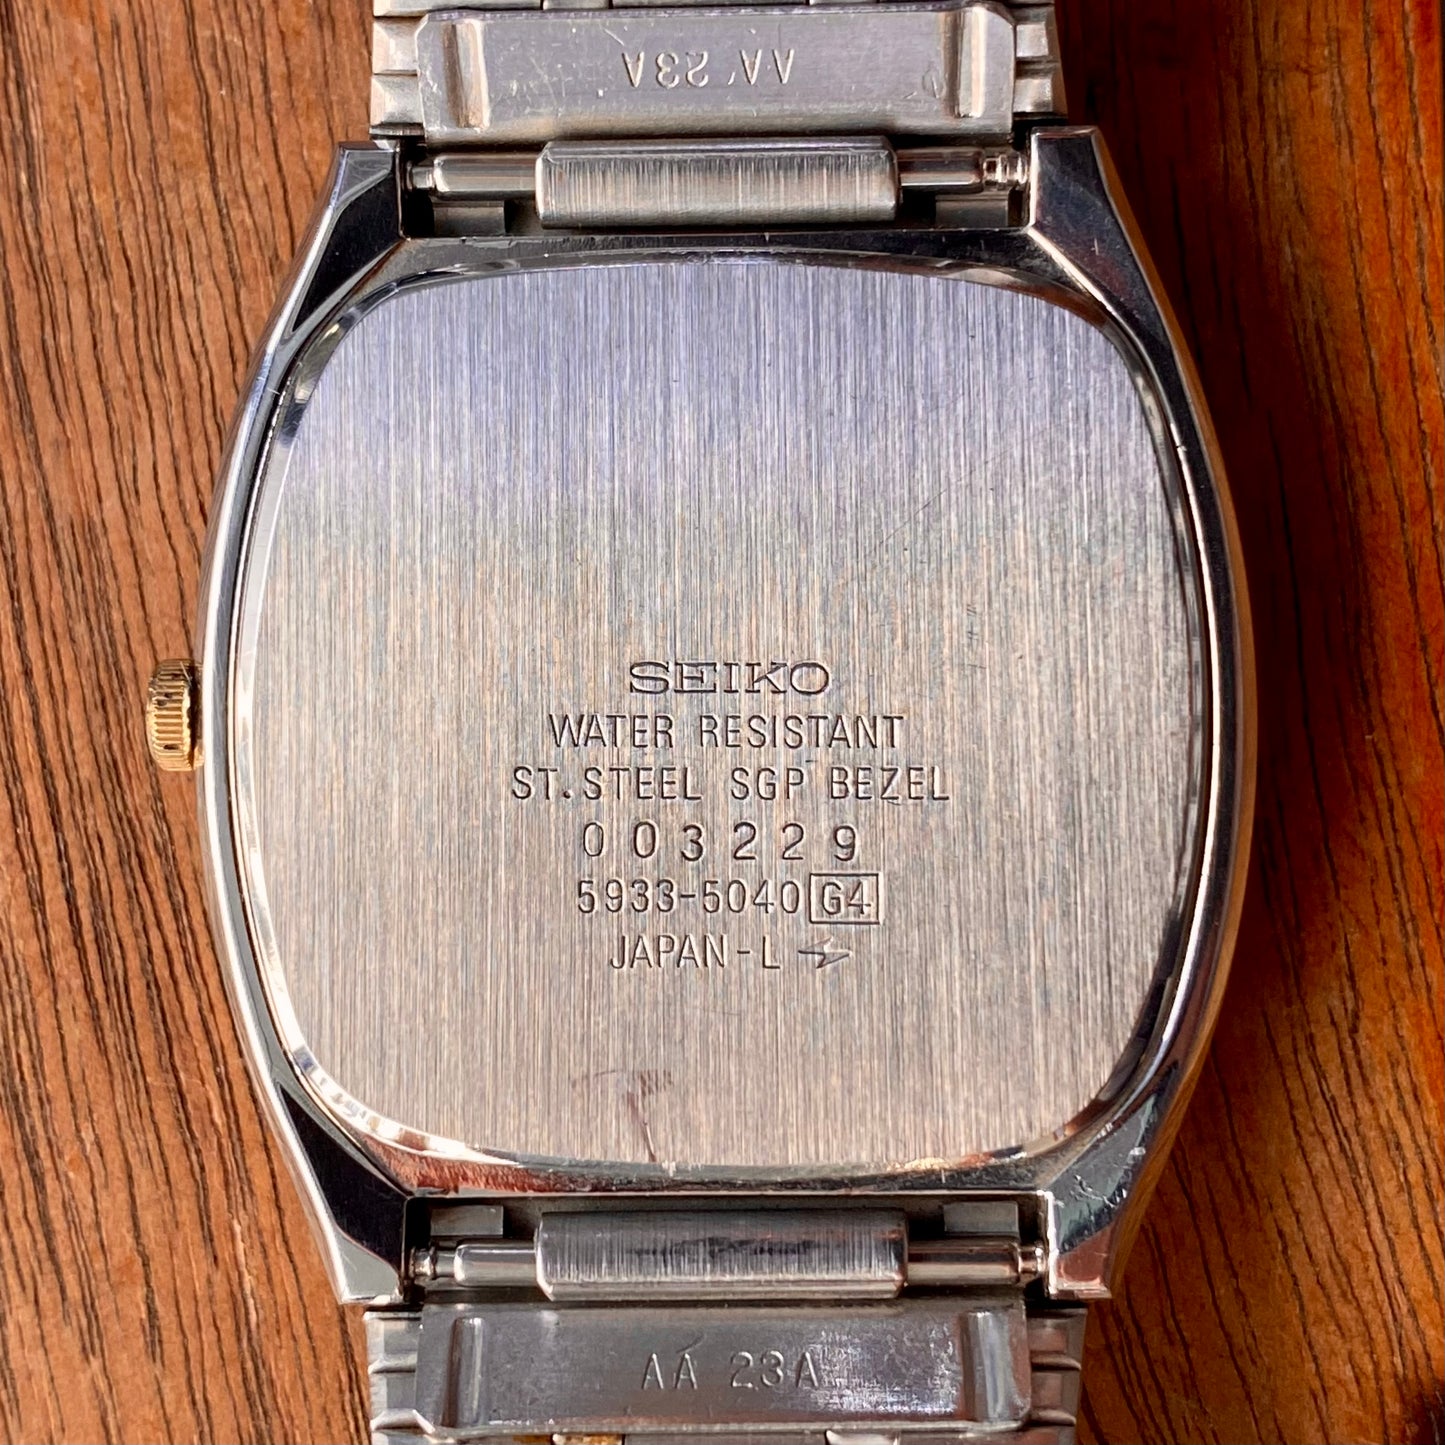 AA 23A
SEIKO
WATER RESISTANT
ST.STEEL SGP BEZEL
003229
5933-5040 G4
JAPAN-L
AA 23A